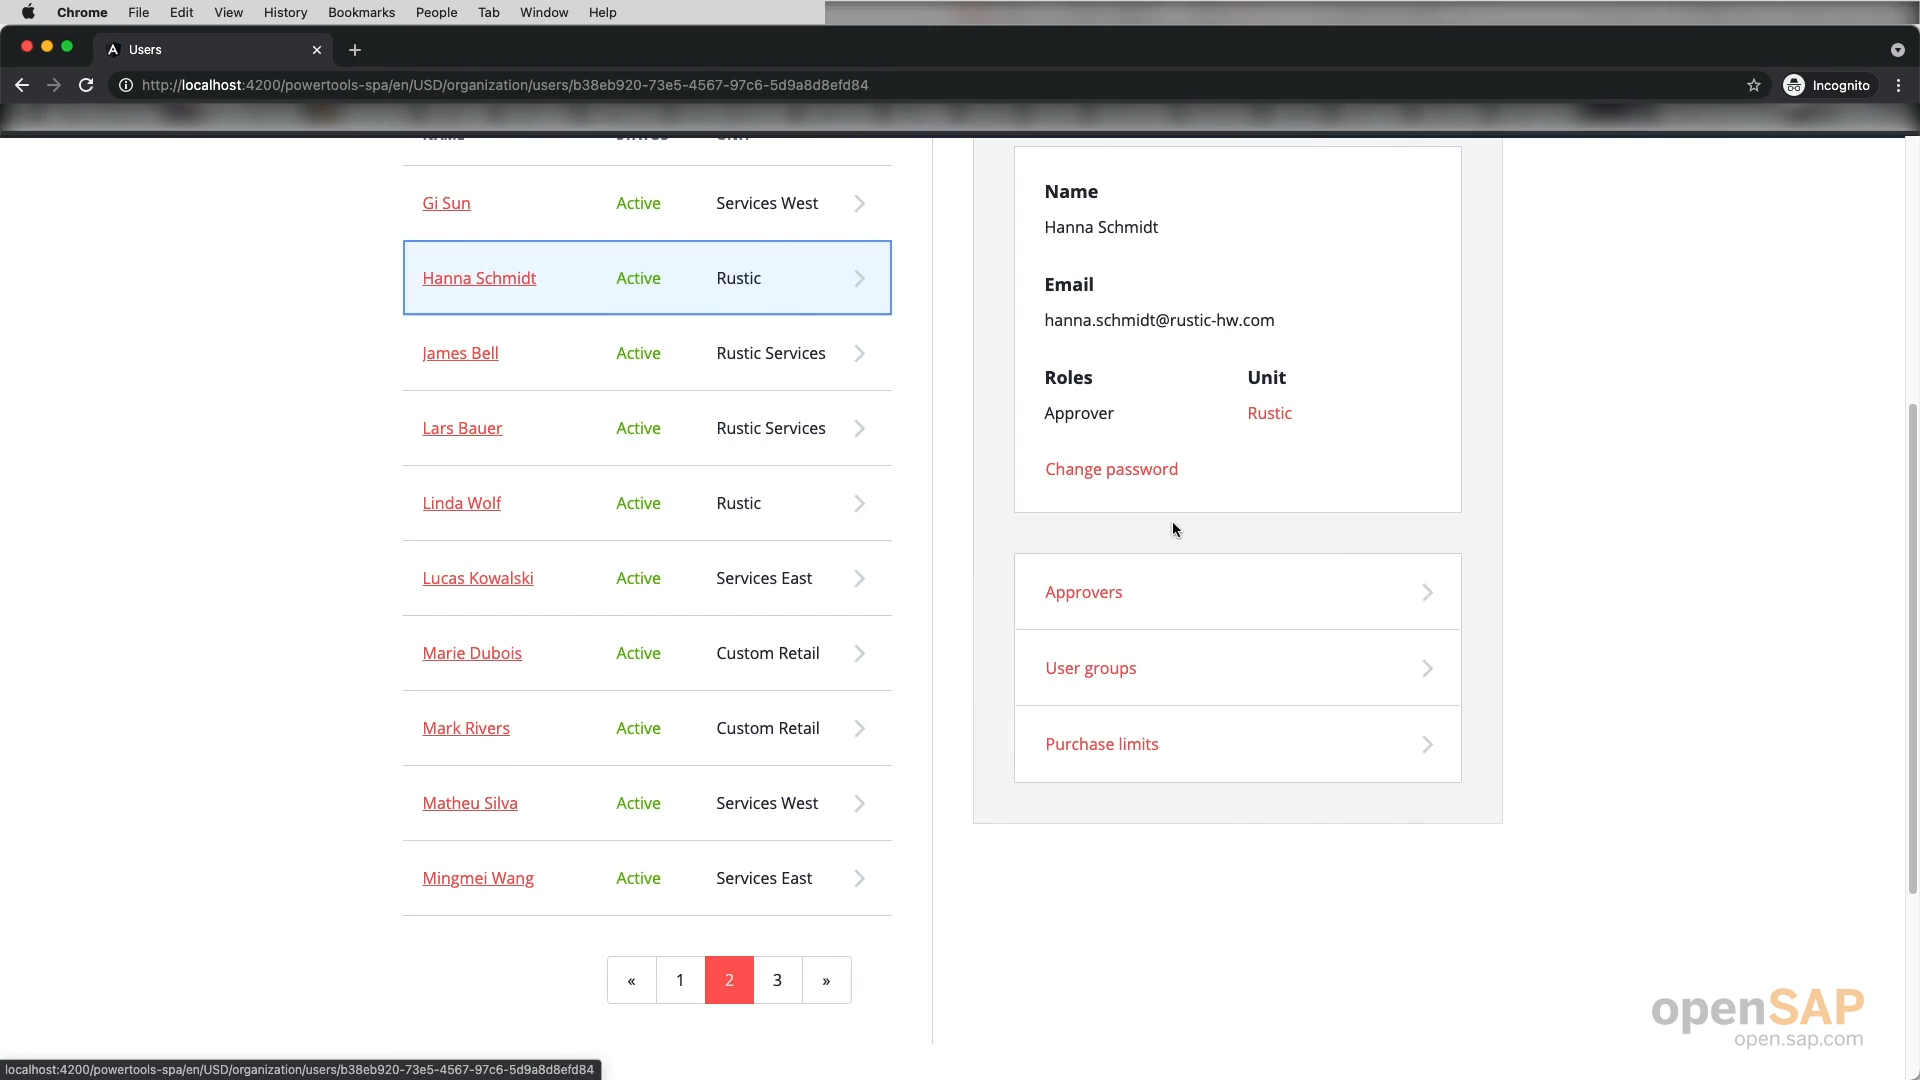 Chrome File Edit View History Bookmarks People Tab Window Help
Users
http://localhost:4200/powertools-spa/en/USD/organization/users/b38eb920-73e5-4567-97c6-5d9a8d8efd84
Incognito
Gi Sun Active Services West
Hanna Schmidt Active Rustic
James Bell Active Rustic Services
Lars Bauer Active Rustic Services
Linda Wolf Active Rustic
Lucas Kowalski Active Services East
Marie Dubois Active Custom Retail
Mark Rivers Active Custom Retail
Matheu Silva Active Services West
Mingmei Wang Active Services East
« 1 2 3 »
Name
Hanna Schmidt
Email
hanna.schmidt@rustic-hw.com
Roles Unit
Approver Rustic
Change password
Approvers
User groups
Purchase limits
openSAP
open.sap.com
localhost:4200/powertools-spa/en/USD/organization/users/b38eb920-73e5-4567-97c6-5d9a8d8efd84